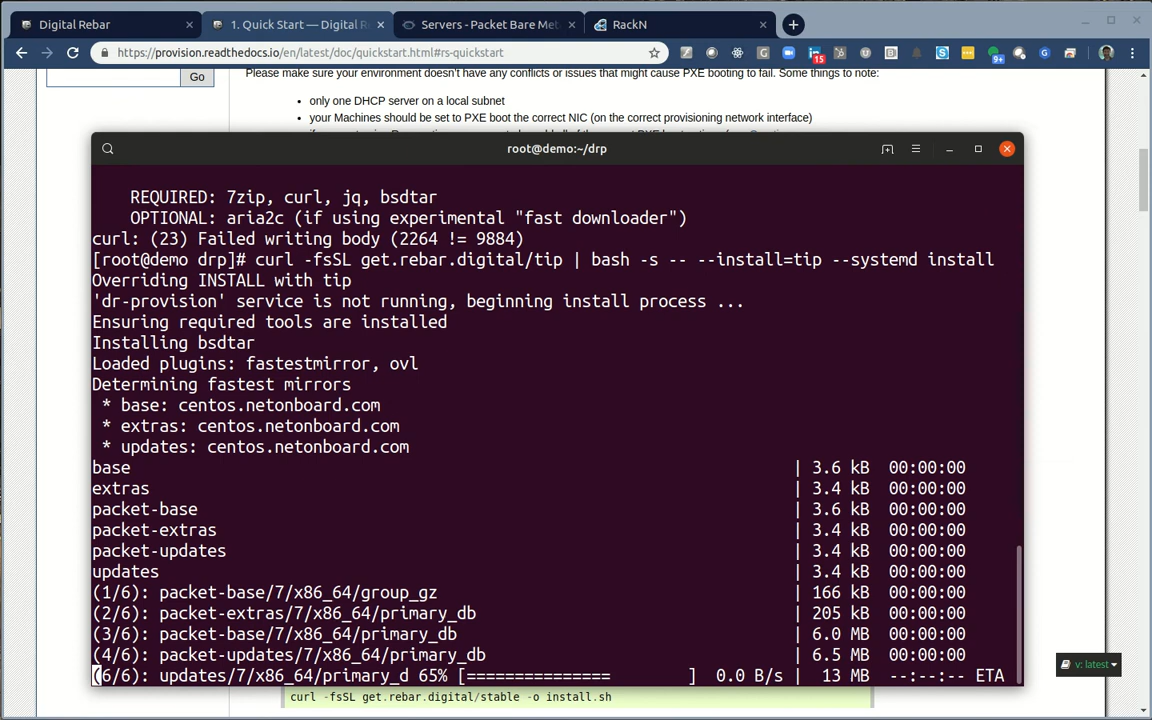 Digital Rebar
1. Quick Start — Digital R
Servers - Packet Bare Met
RackN
https://provision.readthedocs.io/en/latest/doc/quickstart.html#rs-quickstart
15
9+
Go
Please make sure your environment doesn't have any conflicts or issues that might cause PXE booting to fail. Some things to note:
• only one DHCP server on a local subnet
• your Machines should be set to PXE boot the correct NIC (on the correct provisioning network interface)
root@demo:~/drp
REQUIRED: 7zip, curl, jq, bsdtar
OPTIONAL: aria2c (if using experimental "fast downloader")
curl: (23) Failed writing body (2264 != 9884)
[root@demo drp]# curl -fsSL get.rebar.digital/tip | bash -s -- --install=tip --systemd install
Overriding INSTALL with tip
'dr-provision' service is not running, beginning install process ...
Ensuring required tools are installed
Installing bsdtar
Loaded plugins: fastestmirror, ovl
Determining fastest mirrors
* base: centos.netonboard.com
* extras: centos.netonboard.com
* updates: centos.netonboard.com
base | 3.6 kB 00:00:00
extras | 3.4 kB 00:00:00
packet-base | 3.6 kB 00:00:00
packet-extras | 3.4 kB 00:00:00
packet-updates | 3.4 kB 00:00:00
updates | 3.4 kB 00:00:00
(1/6): packet-base/7/x86_64/group_gz | 166 kB 00:00:00
(2/6): packet-extras/7/x86_64/primary_db | 205 kB 00:00:00
(3/6): packet-base/7/x86_64/primary_db | 6.0 MB 00:00:00
(4/6): packet-updates/7/x86_64/primary_db | 6.5 MB 00:00:00
(6/6): updates/7/x86_64/primary_d 65% [=============== ] 0.0 B/s | 13 MB --:--:-- ETA
v: latest
curl -fsSL get.rebar.digital/stable -o install.sh